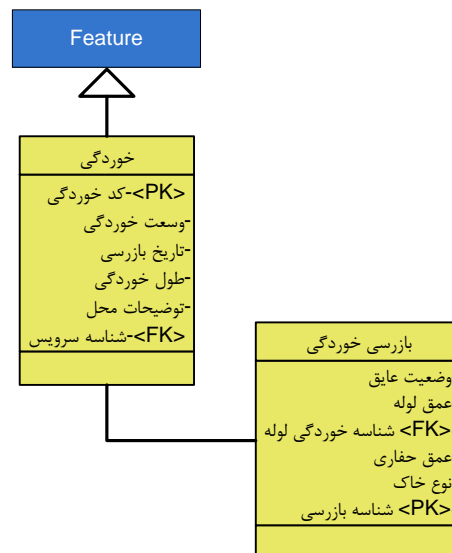 Feature
خوردگی
<PK>-کد خوردگی
-وسعت خوردگی
-تاریخ بازرسی
-طول خوردگی
-توضیحات محل
<FK>-شناسه سرویس
بازرسی خوردگی
وضعیت عایق
عمق لوله
<FK> شناسه خوردگی لوله
عمق حفاری
نوع خاک
<PK> شناسه بازرسی